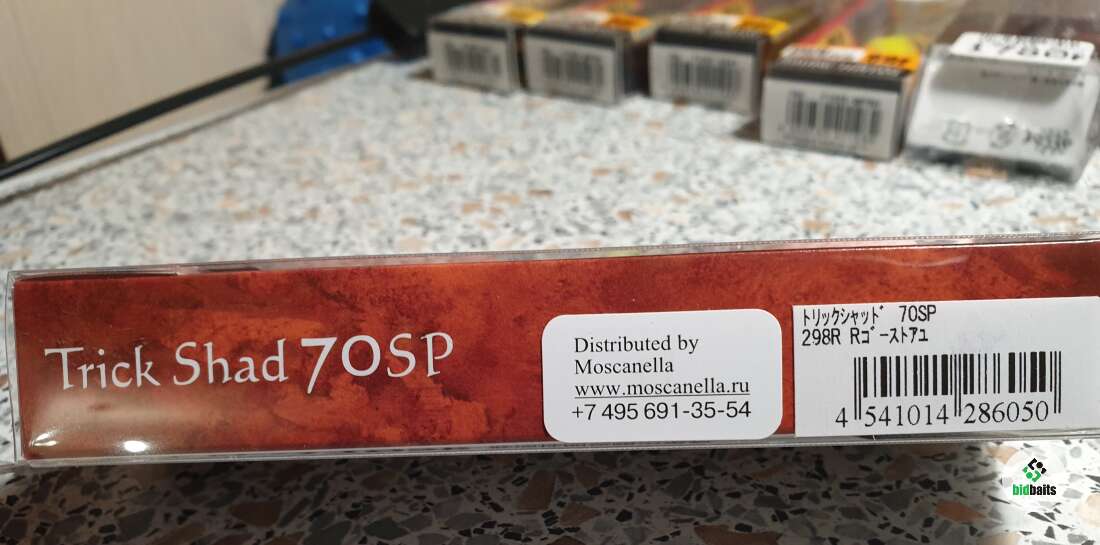 Trick Shad 70SP
Distributed by
Moscanella
www.moscanella.ru
+7 495 691-35-54
ﾄﾘｯｸｼｬｯﾄﾞ 70SP
298R Rｺﾞｰｽﾄｱﾕ
4 541014 286050
bidbaits